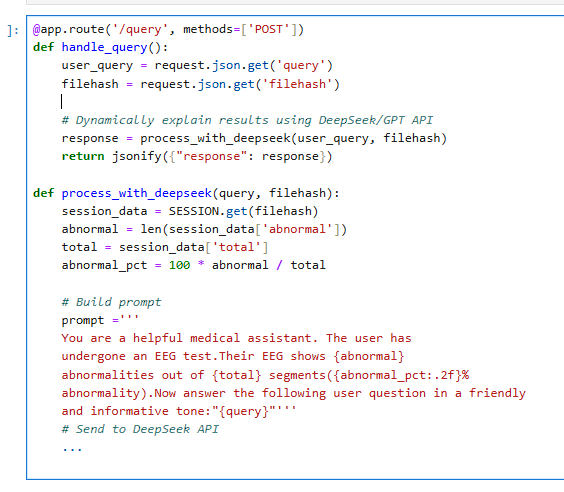 ]:
@app.route('/query', methods=['POST'])
def handle_query():
    user_query = request.json.get('query')
    filehash = request.json.get('filehash')

    # Dynamically explain results using DeepSeek/GPT API
    response = process_with_deepseek(user_query, filehash)
    return jsonify({"response": response})

def process_with_deepseek(query, filehash):
    session_data = SESSION.get(filehash)
    abnormal = len(session_data['abnormal'])
    total = session_data['total']
    abnormal_pct = 100 * abnormal / total

    # Build prompt
    prompt ='''
    You are a helpful medical assistant. The user has
    undergone an EEG test.Their EEG shows {abnormal}
    abnormalities out of {total} segments({abnormal_pct:.2f}%
    abnormality).Now answer the following user question in a friendly
    and informative tone:"{query}"'''
    # Send to DeepSeek API
    ...